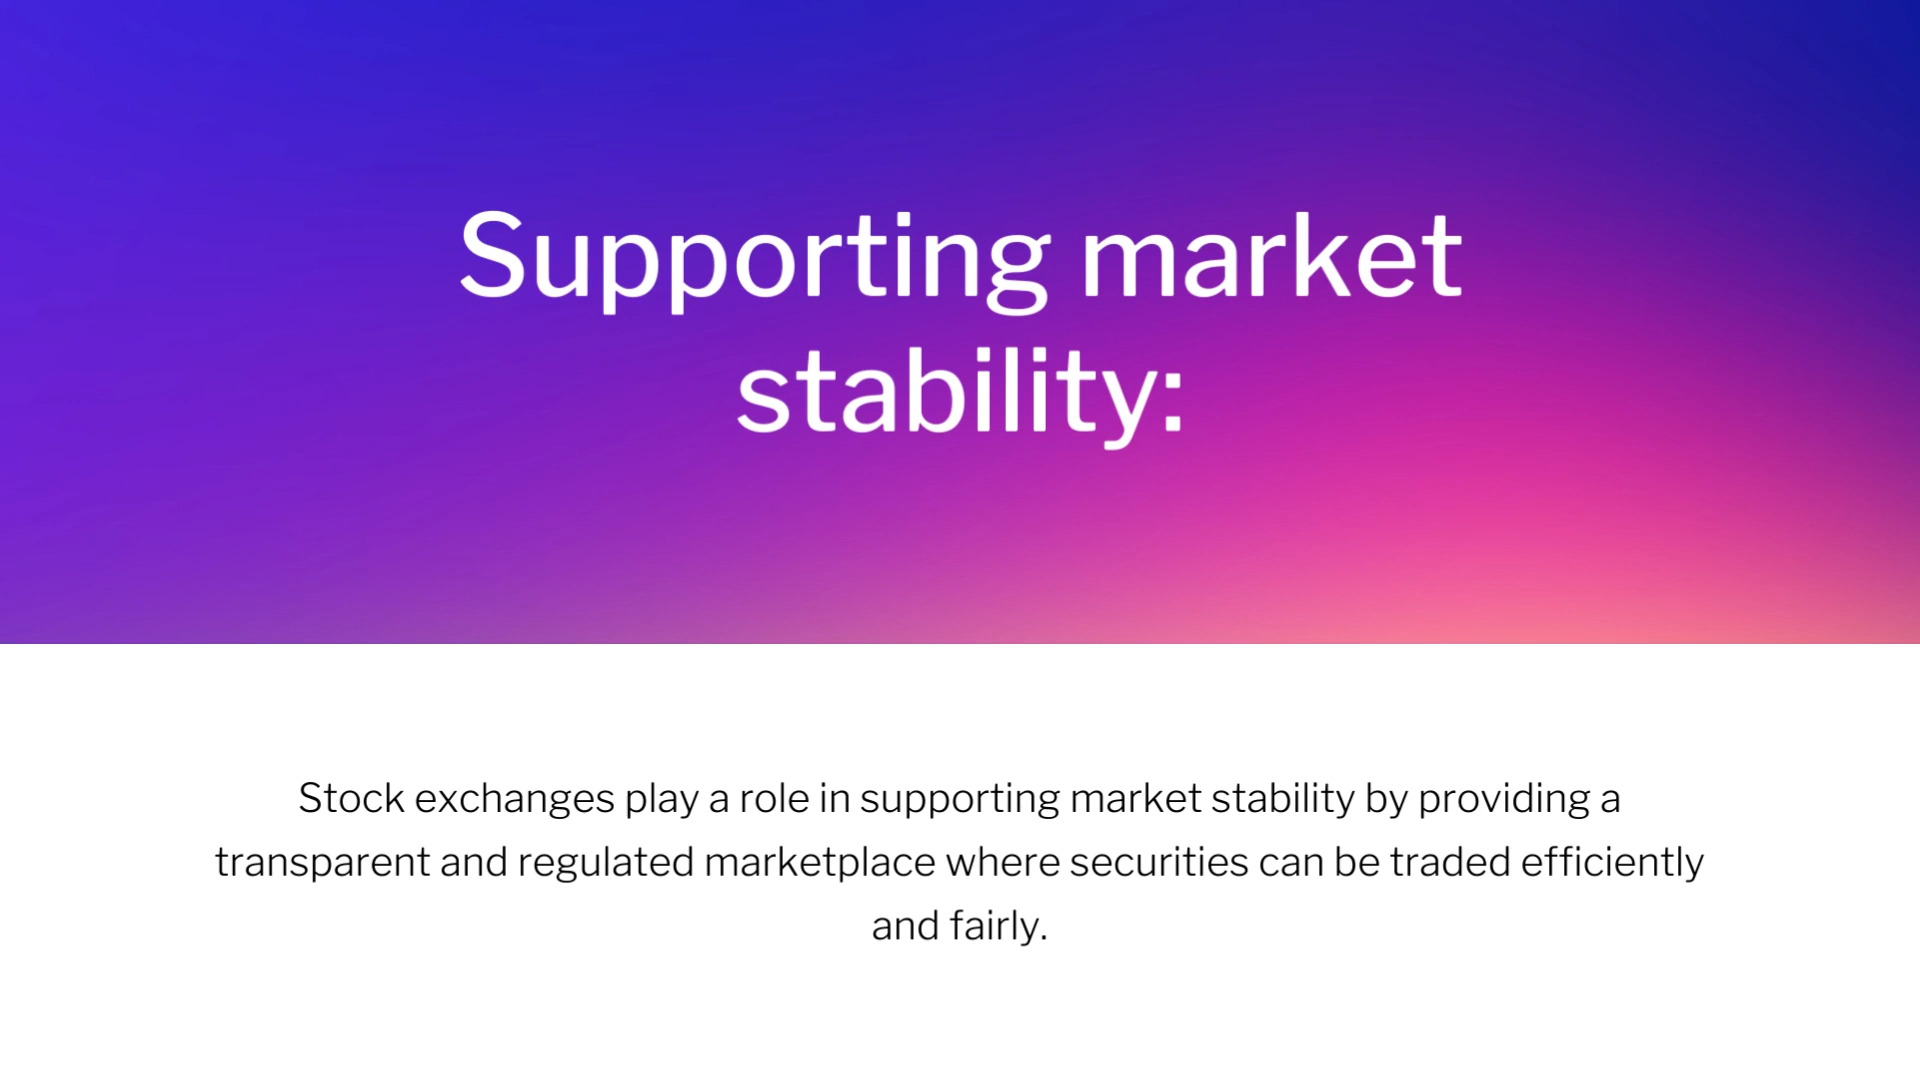 Supporting market
stability:
Stock exchanges play a role in supporting market stability by providing a
transparent and regulated marketplace where securities can be traded efficiently
and fairly.